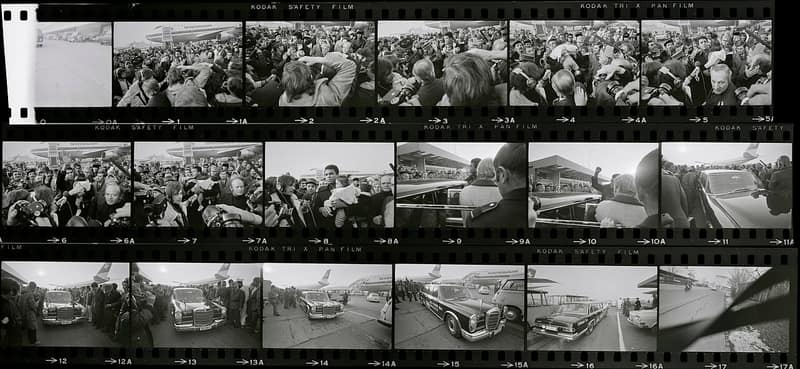 KODAK SAFETY FILM KODAK TRI X PAN FILM
0 →0A →1 →1A →2 →2A →3 →3A →4 →4A →5 →5A
KODAK SAFETY FILM KODAK TRI X PAN FILM KODAK SAFETY
→6 →6A →7 →7A →8 →8A →9 →9A →10 →10A →11 →11A
FILM KODAK TRI X PAN FILM KODAK SAFETY FILM
→12 →12A →13 →13A →14 →14A →15 →15A →16 →16A →17 →17A